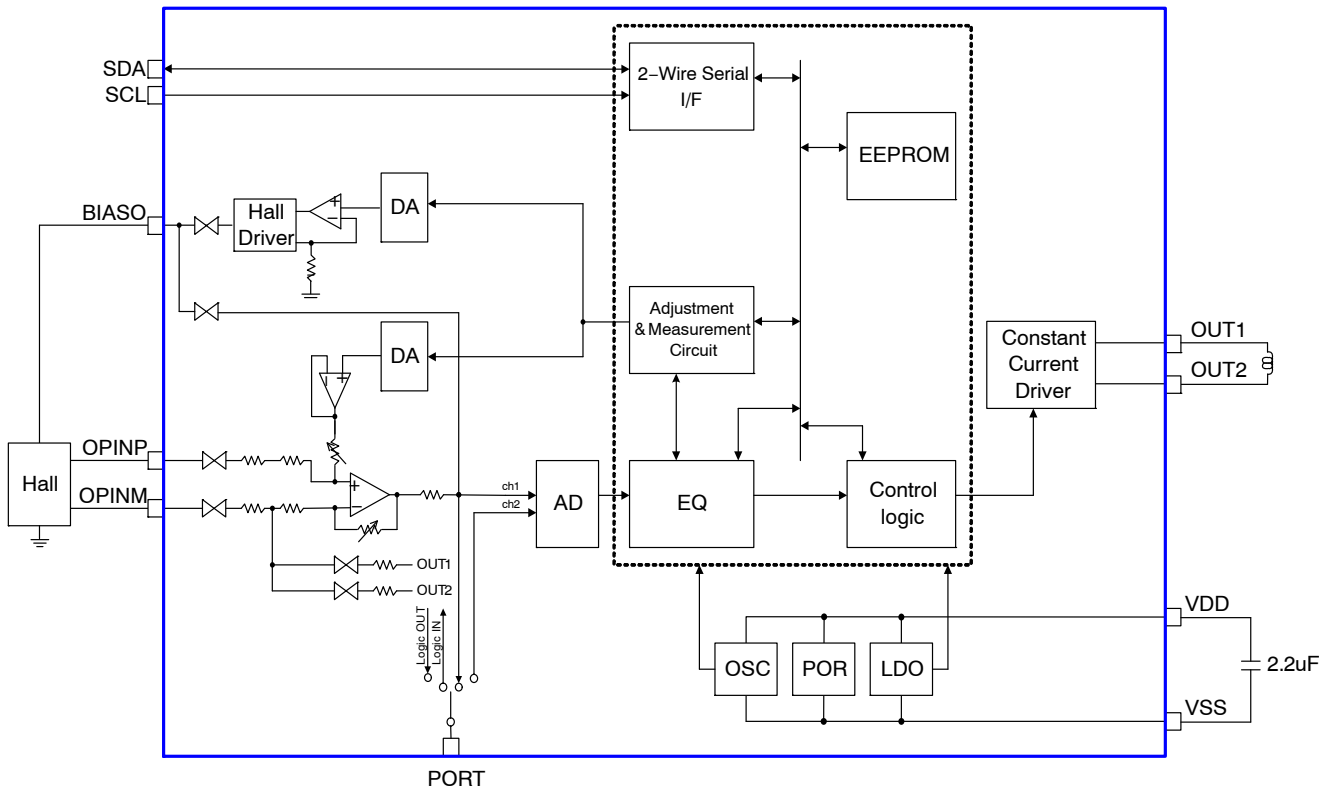 SDA
SCL
2−Wire Serial
I/F
EEPROM
BIASO
Hall
Driver
+
−
DA
Adjustment
& Measurement
Circuit
DA
−
+
Constant
Current
Driver
OUT1
OUT2
Hall
OPINP
OPINM
+
−
ch1
ch2
AD
EQ
Control
logic
OUT1
OUT2
Logic OUT
Logic IN
OSC
POR
LDO
VDD
VSS
2.2uF
PORT